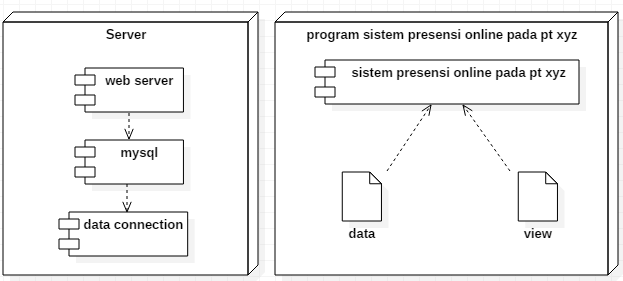 Server
web server
mysql
data connection
program sistem presensi online pada pt xyz
sistem presensi online pada pt xyz
data
view